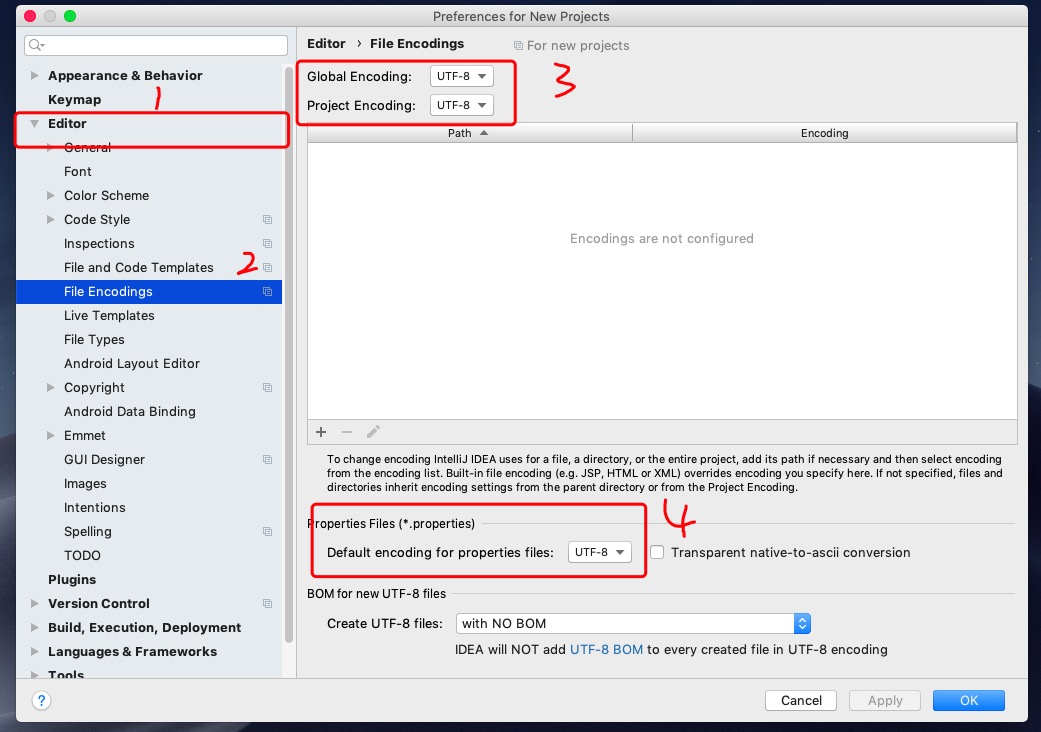 Preferences for New Projects
Appearance & Behavior
Keymap
1
Editor
General
Font
Color Scheme
Code Style
Inspections
File and Code Templates
2
File Encodings
Live Templates
File Types
Android Layout Editor
Copyright
Android Data Binding
Emmet
GUI Designer
Images
Intentions
Spelling
TODO
Plugins
Version Control
Build, Execution, Deployment
Languages & Frameworks
Tools
Editor › File Encodings
For new projects
Global Encoding: UTF-8
3
Project Encoding: UTF-8
Path Encoding
Encodings are not configured
To change encoding IntelliJ IDEA uses for a file, a directory, or the entire project, add its path if necessary and then select encoding
from the encoding list. Built-in file encoding (e.g. JSP, HTML or XML) overrides encoding you specify here. If not specified, files and
directories inherit encoding settings from the parent directory or from the Project Encoding.
Properties Files (*.properties)
4
Default encoding for properties files: UTF-8 Transparent native-to-ascii conversion
BOM for new UTF-8 files
Create UTF-8 files: with NO BOM
IDEA will NOT add UTF-8 BOM to every created file in UTF-8 encoding
?
Cancel Apply OK